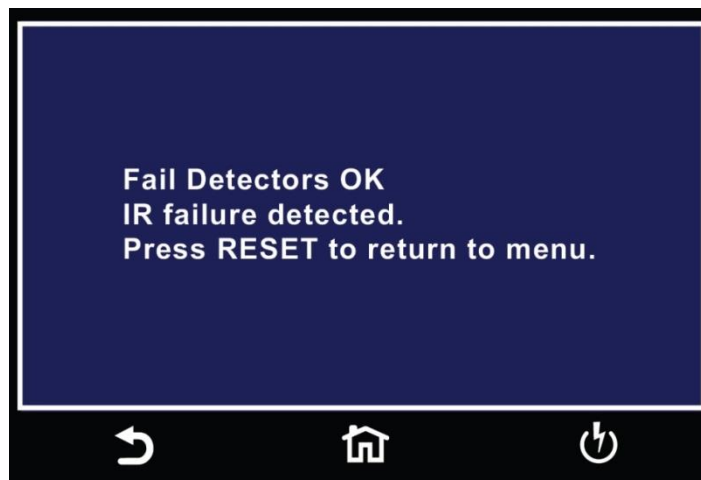 Fail Detectors OK
IR failure detected.
Press RESET to return to menu.